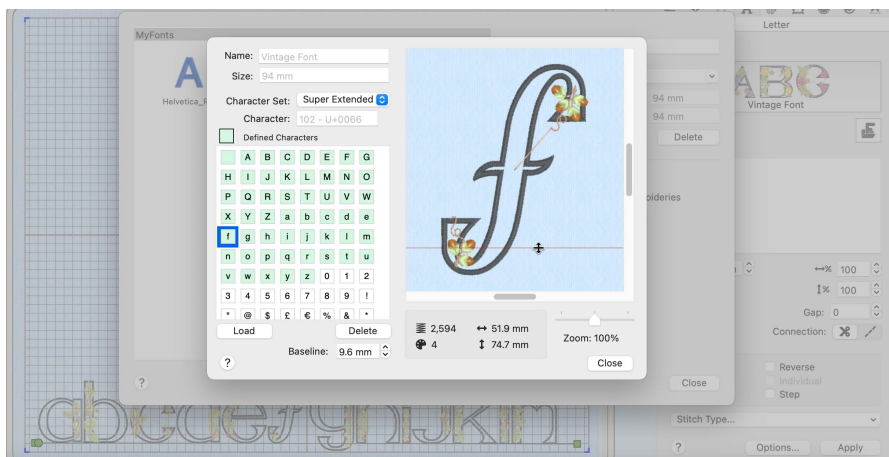 Letter
MyFonts
Name: Vintage Font
Size: 94 mm
Helvetica_R
Character Set: Super Extended
Character: 102 - U+0066
Defined Characters
A B C D E F G
H I J K L M N O
P Q R S T U V W
X Y Z a b c d e
f g h i j k l m
n o p q r s t u
v w x y z 0 1 2
3 4 5 6 7 8 9 !
" @ $ £ € % & *
Load
Delete
Baseline: 9.6 mm
?
2,594
51.9 mm
4
74.7 mm
Zoom: 100%
Close
94 mm
94 mm
Delete
ABC
Vintage Font
% 100
% 100
Gap: 0
Connection:
Reverse
Individual
Step
?
Close
Stitch Type...
?
Options...
Apply
abcdefghijklm